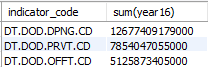 indicator_code sum(year16)
DT.DOD.DPNG.CD 12677409179000
DT.DOD.PRVT.CD 7854047055000
DT.DOD.OFFT.CD 5125873405000